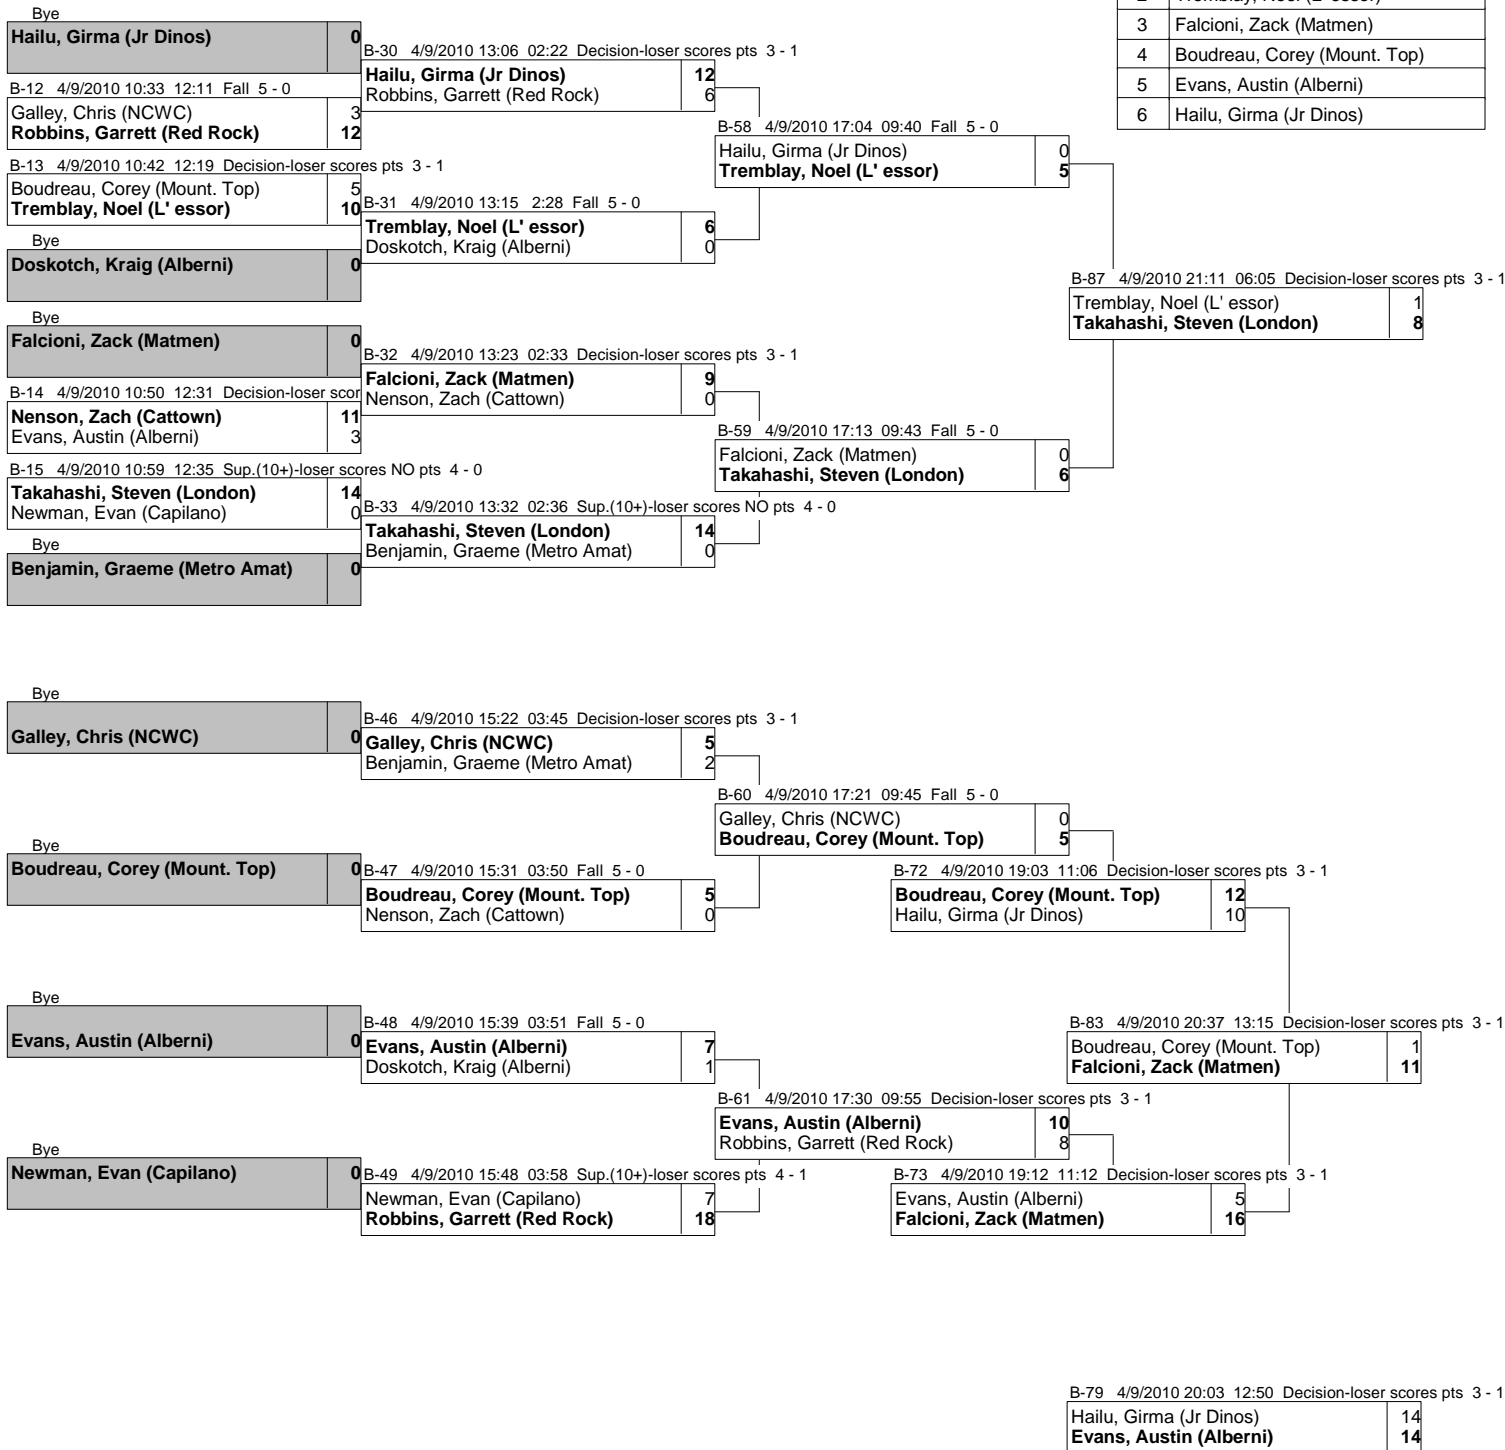 2 Tremblay, Noel (L' essor)
3 Falcioni, Zack (Matmen)
4 Boudreau, Corey (Mount. Top)
5 Evans, Austin (Alberni)
6 Hailu, Girma (Jr Dinos)
Bye
Hailu, Girma (Jr Dinos) 0
B-12 4/9/2010 10:33 12:11 Fall 5 - 0
Galley, Chris (NCWC) 3
Robbins, Garrett (Red Rock) 12
B-13 4/9/2010 10:42 12:19 Decision-loser scores pts 3 - 1
Boudreau, Corey (Mount. Top) 5
Tremblay, Noel (L' essor) 10
Bye
Doskotch, Kraig (Alberni) 0
Bye
Falcioni, Zack (Matmen) 0
B-14 4/9/2010 10:50 12:31 Decision-loser scor
Nenson, Zach (Cattown) 11
Evans, Austin (Alberni) 3
B-15 4/9/2010 10:59 12:35 Sup.(10+)-loser scores NO pts 4 - 0
Takahashi, Steven (London) 14
Newman, Evan (Capilano) 0
Bye
Benjamin, Graeme (Metro Amat) 0
B-30 4/9/2010 13:06 02:22 Decision-loser scores pts 3 - 1
Hailu, Girma (Jr Dinos) 12
Robbins, Garrett (Red Rock) 6
B-31 4/9/2010 13:15 2:28 Fall 5 - 0
Tremblay, Noel (L' essor) 6
Doskotch, Kraig (Alberni) 0
B-32 4/9/2010 13:23 02:33 Decision-loser scores pts 3 - 1
Falcioni, Zack (Matmen) 9
Nenson, Zach (Cattown) 0
B-33 4/9/2010 13:32 02:36 Sup.(10+)-loser scores NO pts 4 - 0
Takahashi, Steven (London) 14
Benjamin, Graeme (Metro Amat) 0
B-58 4/9/2010 17:04 09:40 Fall 5 - 0
Hailu, Girma (Jr Dinos) 0
Tremblay, Noel (L' essor) 5
B-59 4/9/2010 17:13 09:43 Fall 5 - 0
Falcioni, Zack (Matmen) 0
Takahashi, Steven (London) 6
B-87 4/9/2010 21:11 06:05 Decision-loser scores pts 3 - 1
Tremblay, Noel (L' essor) 1
Takahashi, Steven (London) 8
Bye
Galley, Chris (NCWC) 0
Bye
Boudreau, Corey (Mount. Top) 0
Bye
Evans, Austin (Alberni) 0
Bye
Newman, Evan (Capilano) 0
B-46 4/9/2010 15:22 03:45 Decision-loser scores pts 3 - 1
Galley, Chris (NCWC) 5
Benjamin, Graeme (Metro Amat) 2
B-47 4/9/2010 15:31 03:50 Fall 5 - 0
Boudreau, Corey (Mount. Top) 5
Nenson, Zach (Cattown) 0
B-48 4/9/2010 15:39 03:51 Fall 5 - 0
Evans, Austin (Alberni) 7
Doskotch, Kraig (Alberni) 1
B-49 4/9/2010 15:48 03:58 Sup.(10+)-loser scores pts 4 - 1
Newman, Evan (Capilano) 7
Robbins, Garrett (Red Rock) 18
B-60 4/9/2010 17:21 09:45 Fall 5 - 0
Galley, Chris (NCWC) 0
Boudreau, Corey (Mount. Top) 5
B-61 4/9/2010 17:30 09:55 Decision-loser scores pts 3 - 1
Evans, Austin (Alberni) 10
Robbins, Garrett (Red Rock) 8
B-72 4/9/2010 19:03 11:06 Decision-loser scores pts 3 - 1
Boudreau, Corey (Mount. Top) 12
Hailu, Girma (Jr Dinos) 10
B-73 4/9/2010 19:12 11:12 Decision-loser scores pts 3 - 1
Evans, Austin (Alberni) 5
Falcioni, Zack (Matmen) 16
B-83 4/9/2010 20:37 13:15 Decision-loser scores pts 3 - 1
Boudreau, Corey (Mount. Top) 1
Falcioni, Zack (Matmen) 11
B-79 4/9/2010 20:03 12:50 Decision-loser scores pts 3 - 1
Hailu, Girma (Jr Dinos) 14
Evans, Austin (Alberni) 14